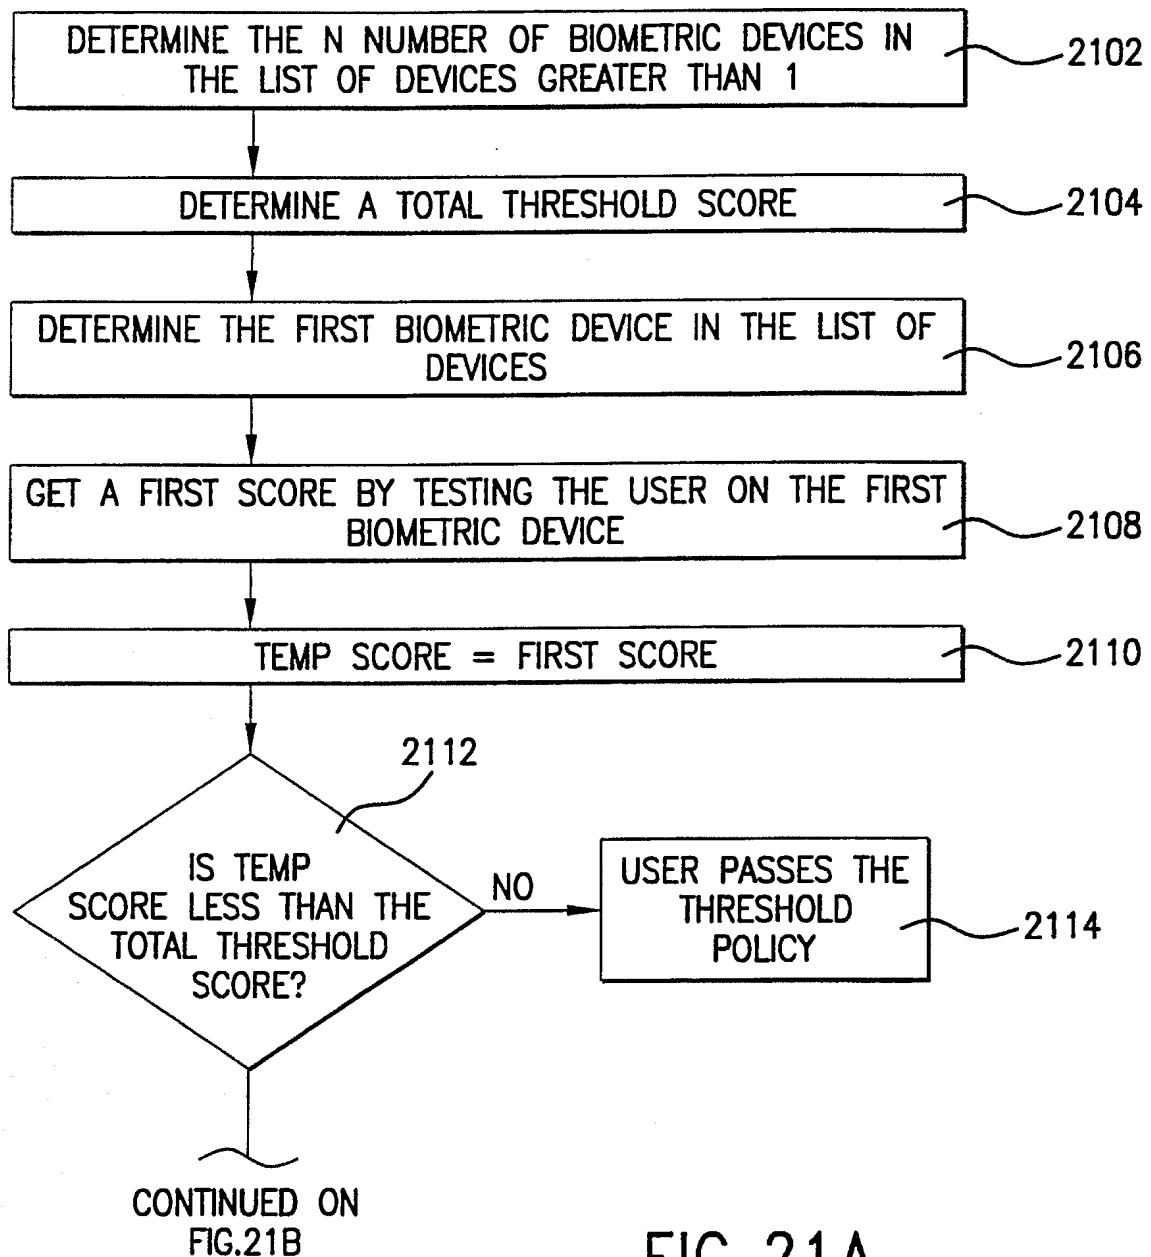 DETERMINE THE N NUMBER OF BIOMETRIC DEVICES IN
THE LIST OF DEVICES GREATER THAN 1
2102
DETERMINE A TOTAL THRESHOLD SCORE
2104
DETERMINE THE FIRST BIOMETRIC DEVICE IN THE LIST OF
DEVICES
2106
GET A FIRST SCORE BY TESTING THE USER ON THE FIRST
BIOMETRIC DEVICE
2108
TEMP SCORE = FIRST SCORE
2110
2112
IS TEMP
SCORE LESS THAN THE
TOTAL THRESHOLD
SCORE?
NO
USER PASSES THE
THRESHOLD
POLICY
2114
CONTINUED ON
FIG.21B
FIG.21A